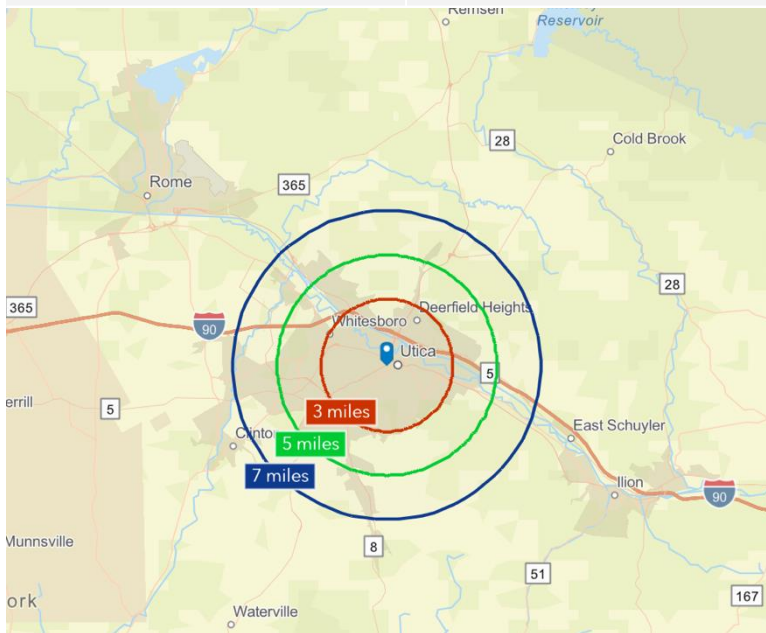 Remsen
Reservoir
28
Cold Brook
365
Rome
28
365
90
Whitesboro
Deerfield Heights
Utica
5
3 miles
5
East Schuyler
5 miles
7 miles
Ilion
90
8
Munnsville
51
167
ork
Waterville